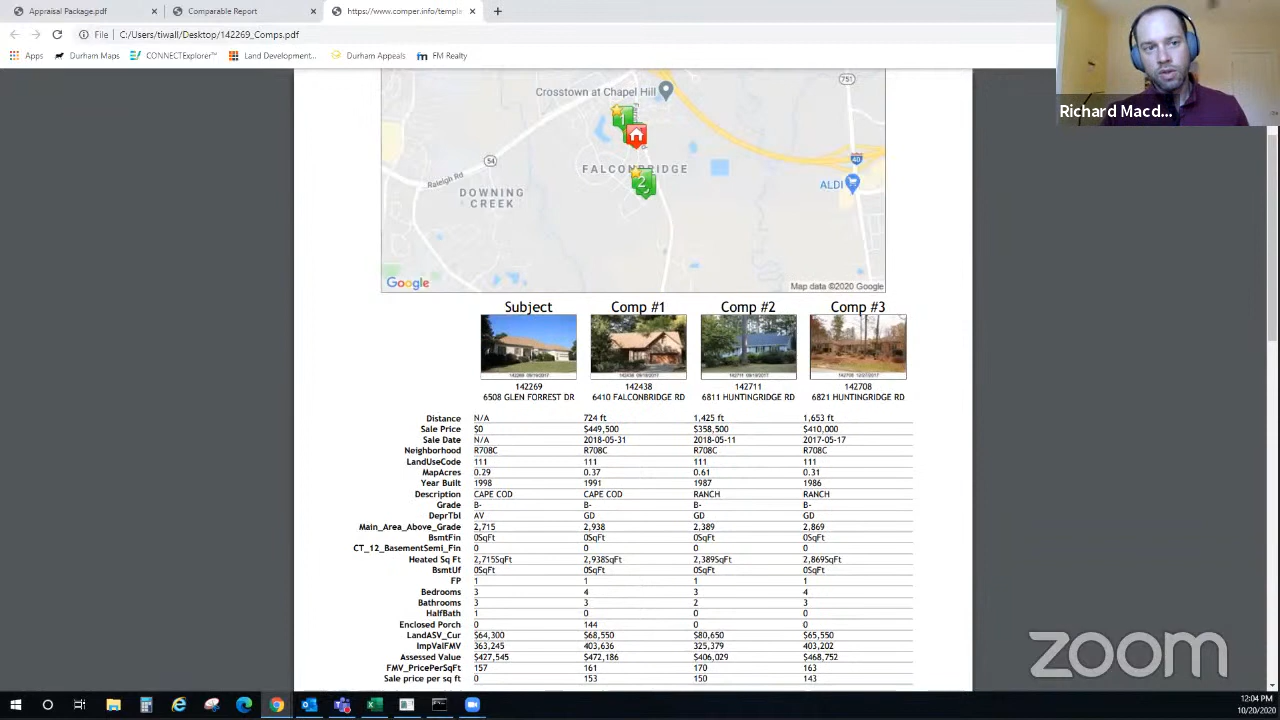 Appraisal Package.pdf
Comparable Report
https://www.comper.info/templ
File | C:/Users/tiwall/Desktop/142269_Comps.pdf
Apps Durham Maps CONNECTExplorer™ Land Development... Durham Appeals FM Realty
Richard Macd...
751
Crosstown at Chapel Hill
1
54
FALCONBRIDGE
40
Raleigh Rd
2
ALDI
DOWNING
CREEK
Google
Map data ©2020 Google
Subject Comp #1 Comp #2 Comp #3
142269 142438 142711 142708
6508 GLEN FORREST DR 6410 FALCONBRIDGE RD 6811 HUNTINGRIDGE RD 6821 HUNTINGRIDGE RD
Distance N/A 724 ft 1,425 ft 1,653 ft
Sale Price $0 $449,500 $358,500 $410,000
Sale Date N/A 2018-05-31 2018-05-11 2017-05-17
Neighborhood R708C R708C R708C R708C
LandUseCode 111 111 111 111
MapAcres 0.29 0.37 0.61 0.31
Year Built 1998 1991 1987 1986
Description CAPE COD CAPE COD RANCH RANCH
Grade B- B- B- B-
DeprTbl AV GD GD GD
Main_Area_Above_Grade 2,715 2,938 2,389 2,869
BsmtFin 0SqFt 0SqFt 0SqFt 0SqFt
CT_12_BasementSemi_Fin 0 0 0 0
Heated Sq Ft 2,715SqFt 2,938SqFt 2,389SqFt 2,869SqFt
BsmtUf 0SqFt 0SqFt 0SqFt 0SqFt
FP 1 1 1 1
Bedrooms 3 4 3 4
Bathrooms 3 3 2 3
HalfBath 1 0 0 0
Enclosed Porch 0 144 0 0
LandASV_Cur $64,300 $68,550 $80,650 $65,550
ImpValFMV 363,245 403,636 325,379 403,202
Assessed Value $427,545 $472,186 $406,029 $468,752
FMV_PricePerSqFt 157 161 170 163
Sale price per sq ft 0 153 150 143
zoom
12:04 PM
10/20/2020